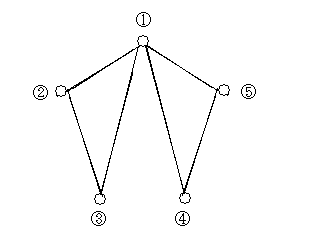 ①
② ⑤
③ ④